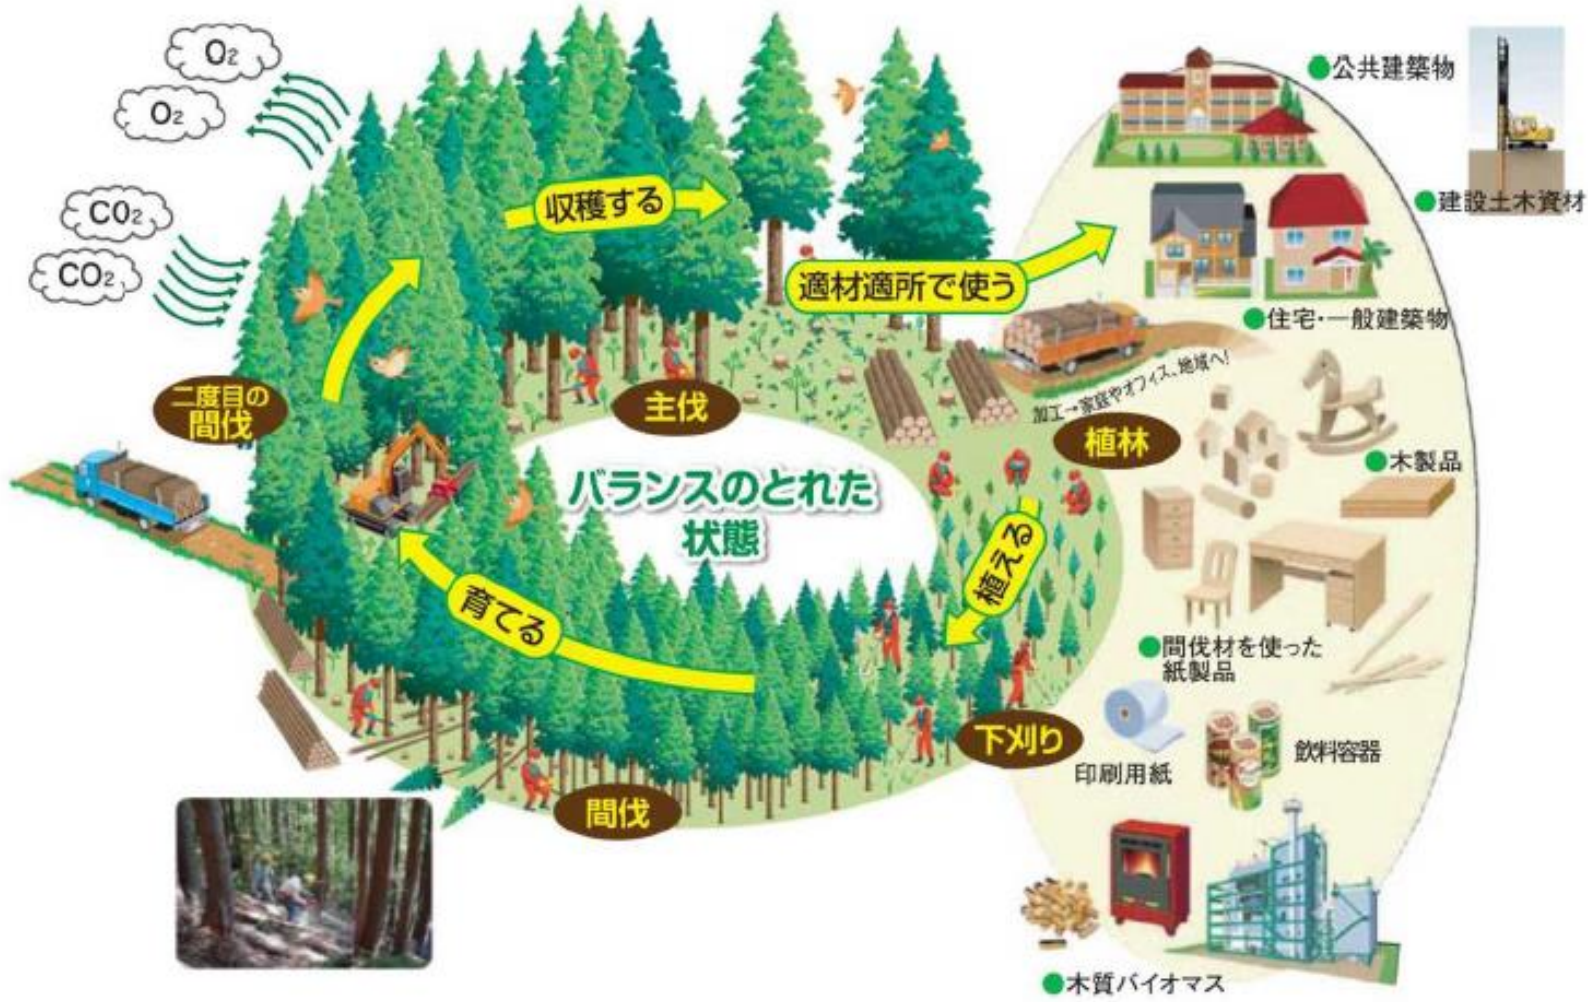 O₂
O₂
CO₂
CO₂
収穫する
適材適所で使う
二度目の
間伐
主伐
加工→家庭やオフィス、地域へ!
植林
バランスのとれた
状態
植える
育てる
下刈り
間伐
●公共建築物
●建設土木資材
●住宅・一般建築物
●木製品
●間伐材を使った
紙製品
印刷用紙
飲料容器
●木質バイオマス